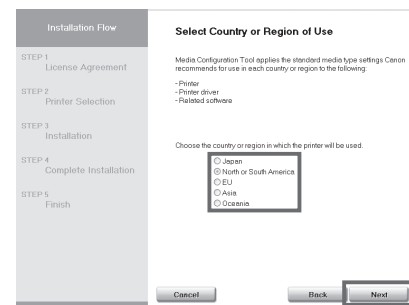 Installation Flow
STEP 1
License Agreement
STEP 2
Printer Selection
STEP 3
Installation
STEP 4
Complete Installation
STEP 5
Finish
Select Country or Region of Use
Media Configuration Tool applies the standard media type settings Canon
recommends for use in each country or region to the following:
- Printer
- Printer driver
- Related software
Choose the country or region in which the printer will be used.
Japan
North or South America
EU
Asia
Oceania
Cancel
Back
Next